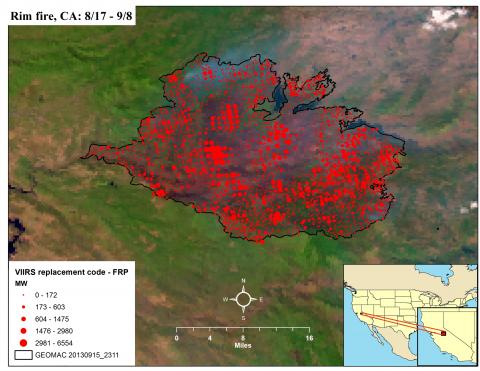 Rim fire, CA: 8/17 - 9/8
VIIRS replacement code - FRP
MW
0 - 172
173 - 603
604 - 1475
1476 - 2980
2981 - 6554
GEOMAC 20130915_2311
N
W E
S
0 4 8 16
Miles